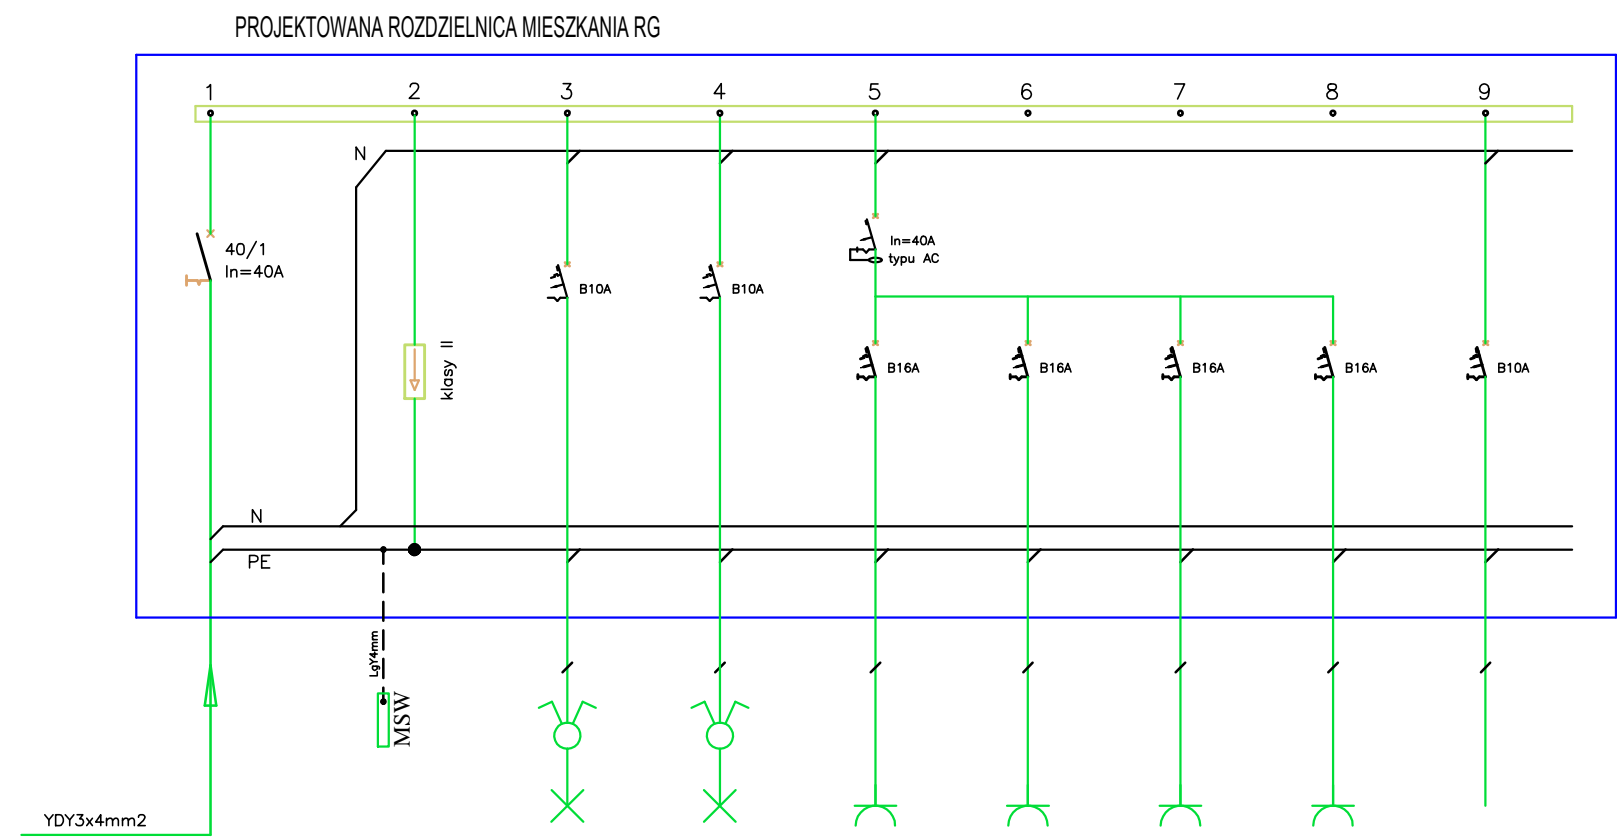 PROJEKTOWANA ROZDZIELNICA MIESZKANIA RG
1 2 3 4 5 6 7 8 9
N
40/1
In=40A
In=40A
typu AC
B10A
B10A
klasy II
B16A
B16A
B16A
B16A
B10A
N
PE
LgY4mm
MSW
YDY3x4mm2